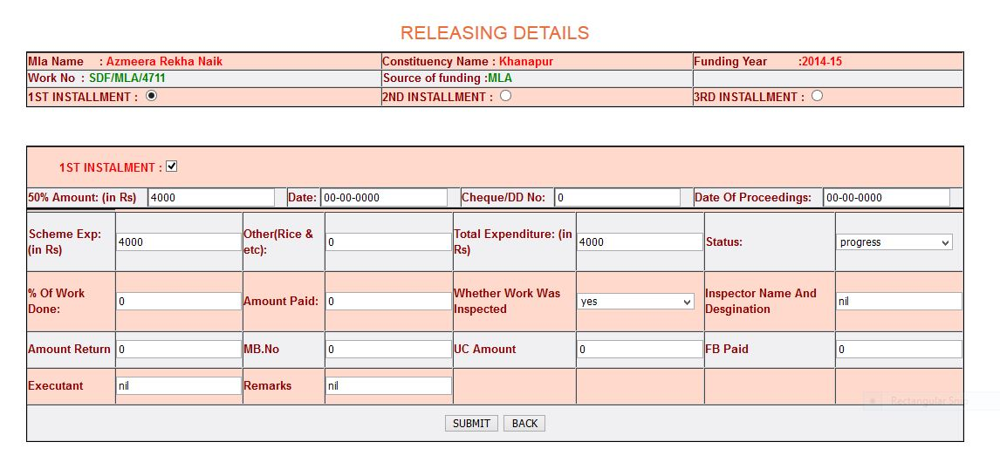 RELEASING DETAILS
Mla Name : Azmeera Rekha Naik Constituency Name : Khanapur Funding Year :2014-15
Work No : SDF/MLA/4711 Source of funding :MLA
1ST INSTALLMENT : 2ND INSTALLMENT : 3RD INSTALLMENT :
1ST INSTALMENT :
50% Amount: (in Rs) 4000 Date: 00-00-0000 Cheque/DD No: 0 Date Of Proceedings: 00-00-0000
Scheme Exp: (in Rs) 4000 Other(Rice & etc): 0 Total Expenditure: (in Rs) 4000 Status: progress
% Of Work Done: 0 Amount Paid: 0 Whether Work Was Inspected yes Inspector Name And Desgination nil
Amount Return 0 MB.No 0 UC Amount 0 FB Paid 0
Executant nil Remarks nil
Rectangular Snip
SUBMIT BACK